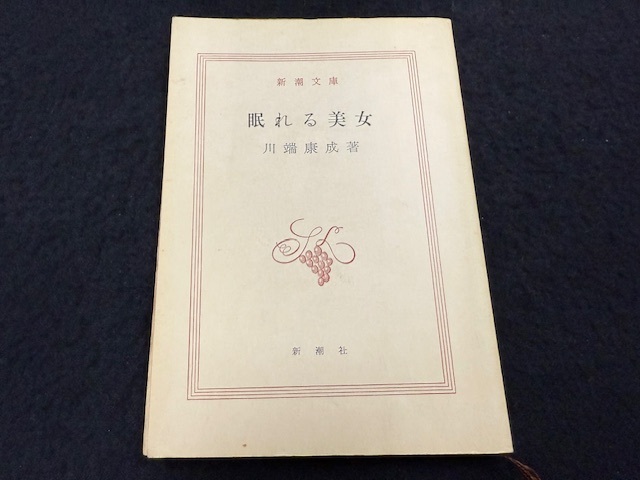 新潮文庫
眠れる美女
川端康成著
新潮社